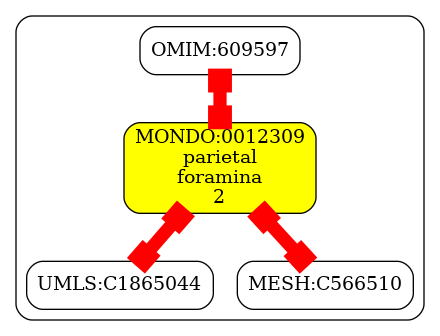 OMIM:609597
MONDO:0012309
parietal
foramina
2
UMLS:C1865044
MESH:C566510